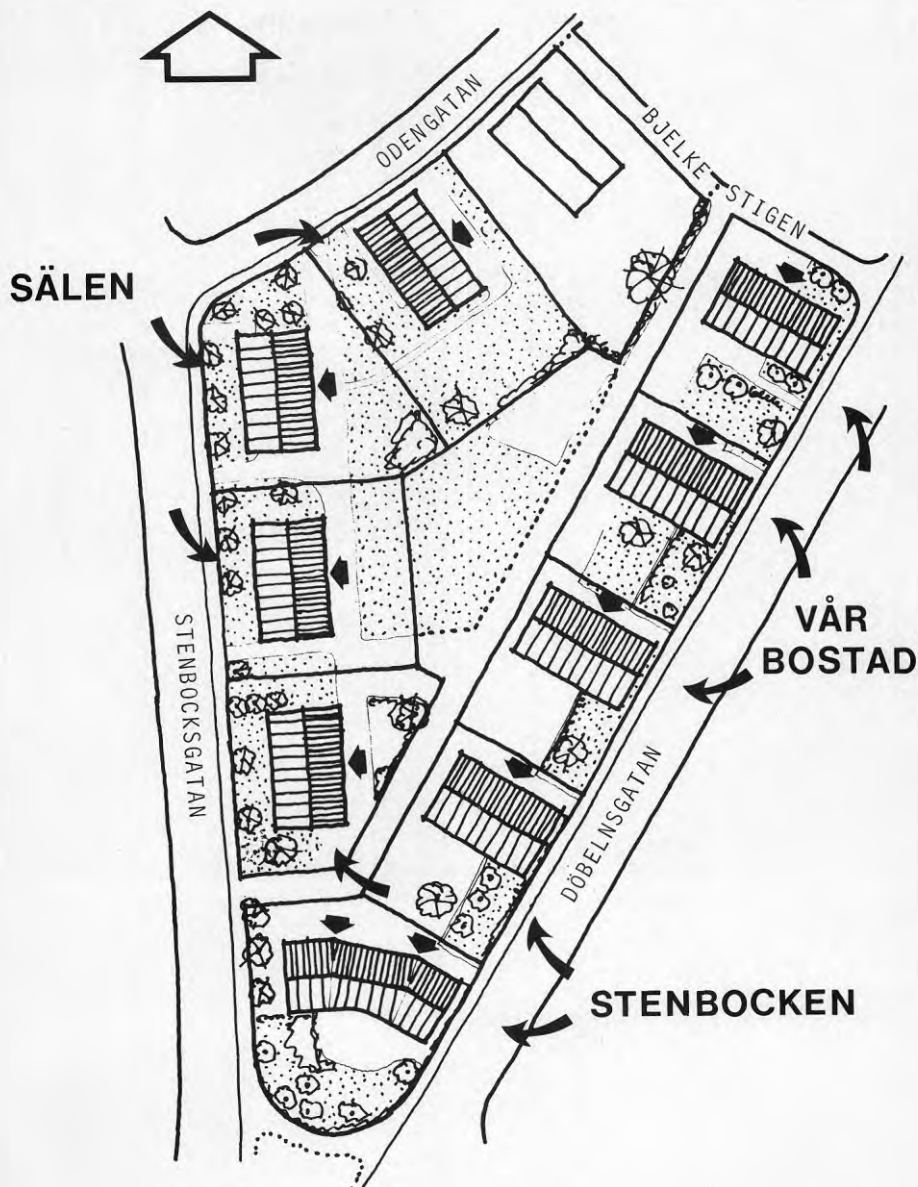 ODENGATAN
BJELKE-STIGEN
SÄLEN
STENBOCKSGATAN
VÅR
BOSTAD
DÖBELNSGATAN
STENBOCKEN